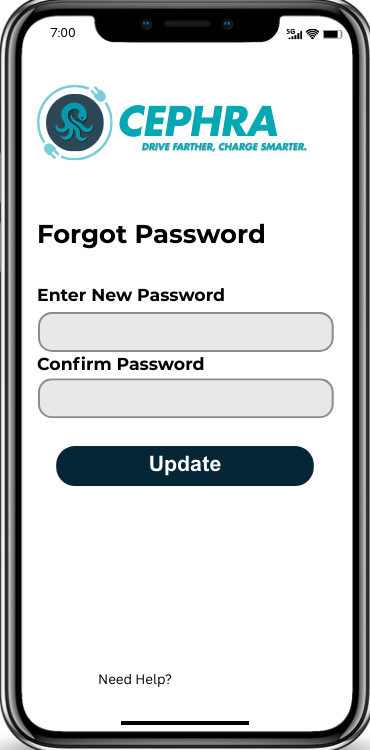 7:00
5G
CEPHRA
DRIVE FARTHER, CHARGE SMARTER.
Forgot Password
Enter New Password
Confirm Password
Update
Need Help?